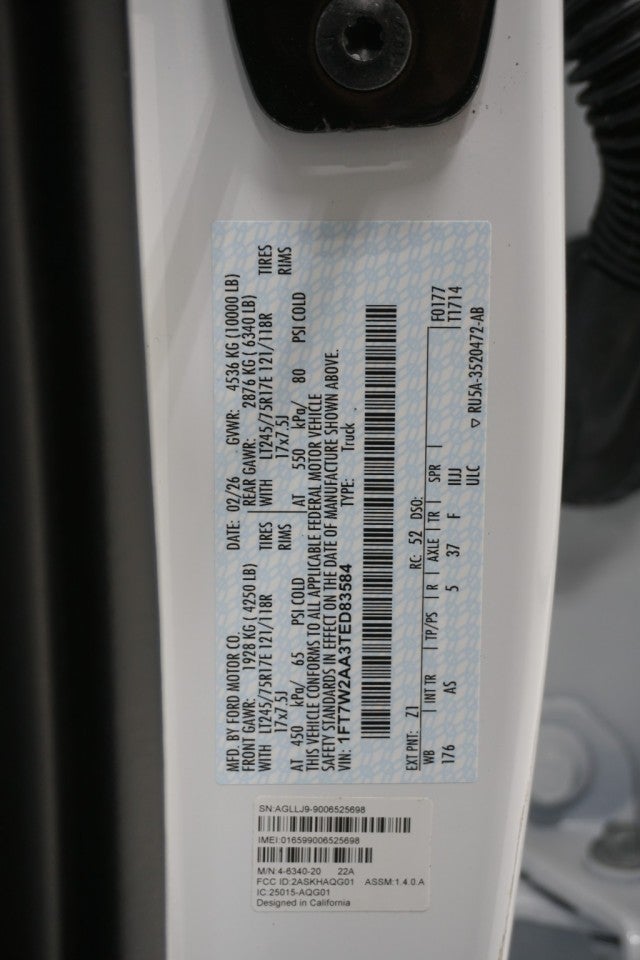 MFD. BY FORD MOTOR CO.
DATE: 02/26 GVWR: 4536 KG (10000 LB)
FRONT GAWR: 1928 KG ( 4250 LB)
REAR GAWR: 2876 KG ( 6340 LB)
WITH LT245/75R17E 121/118R TIRES
WITH LT245/75R17E 121/118R TIRES
17x7.5J RIMS
17x7.5J RIMS
AT 450 kPa/ 65 PSI COLD
AT 550 kPa/ 80 PSI COLD
THIS VEHICLE CONFORMS TO ALL APPLICABLE FEDERAL MOTOR VEHICLE
SAFETY STANDARDS IN EFFECT ON THE DATE OF MANUFACTURE SHOWN ABOVE.
VIN: 1FT7W2AA3TED83584 TYPE: Truck
EXT PNT: Z1 RC: 52 DSO:
WB INT TR TP/PS R AXLE TR SPR F0177
176 AS 5 37 F IIJJ T1714
ULC ▽ RU5A-3520472-AB
SN:AGLLJ9-9006525698
IMEI:016599006525698
M/N:4-6340-20 22A
FCC ID:2ASKHAQG01 ASSM:1.4.0.A
IC:25015-AQG01
Designed in California